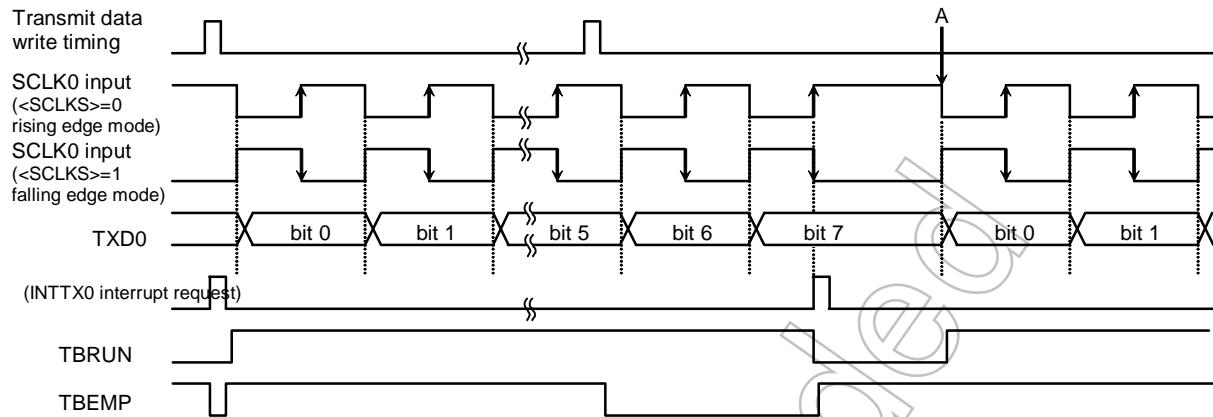 Transmit data
write timing
A
SCLK0 input
(<SCLKS>=0
rising edge mode)
SCLK0 input
(<SCLKS>=1
falling edge mode)
TXD0
bit 0
bit 1
bit 5
bit 6
bit 7
bit 0
bit 1
(INTTX0 interrupt request)
TBRUN
TBEMP
ded